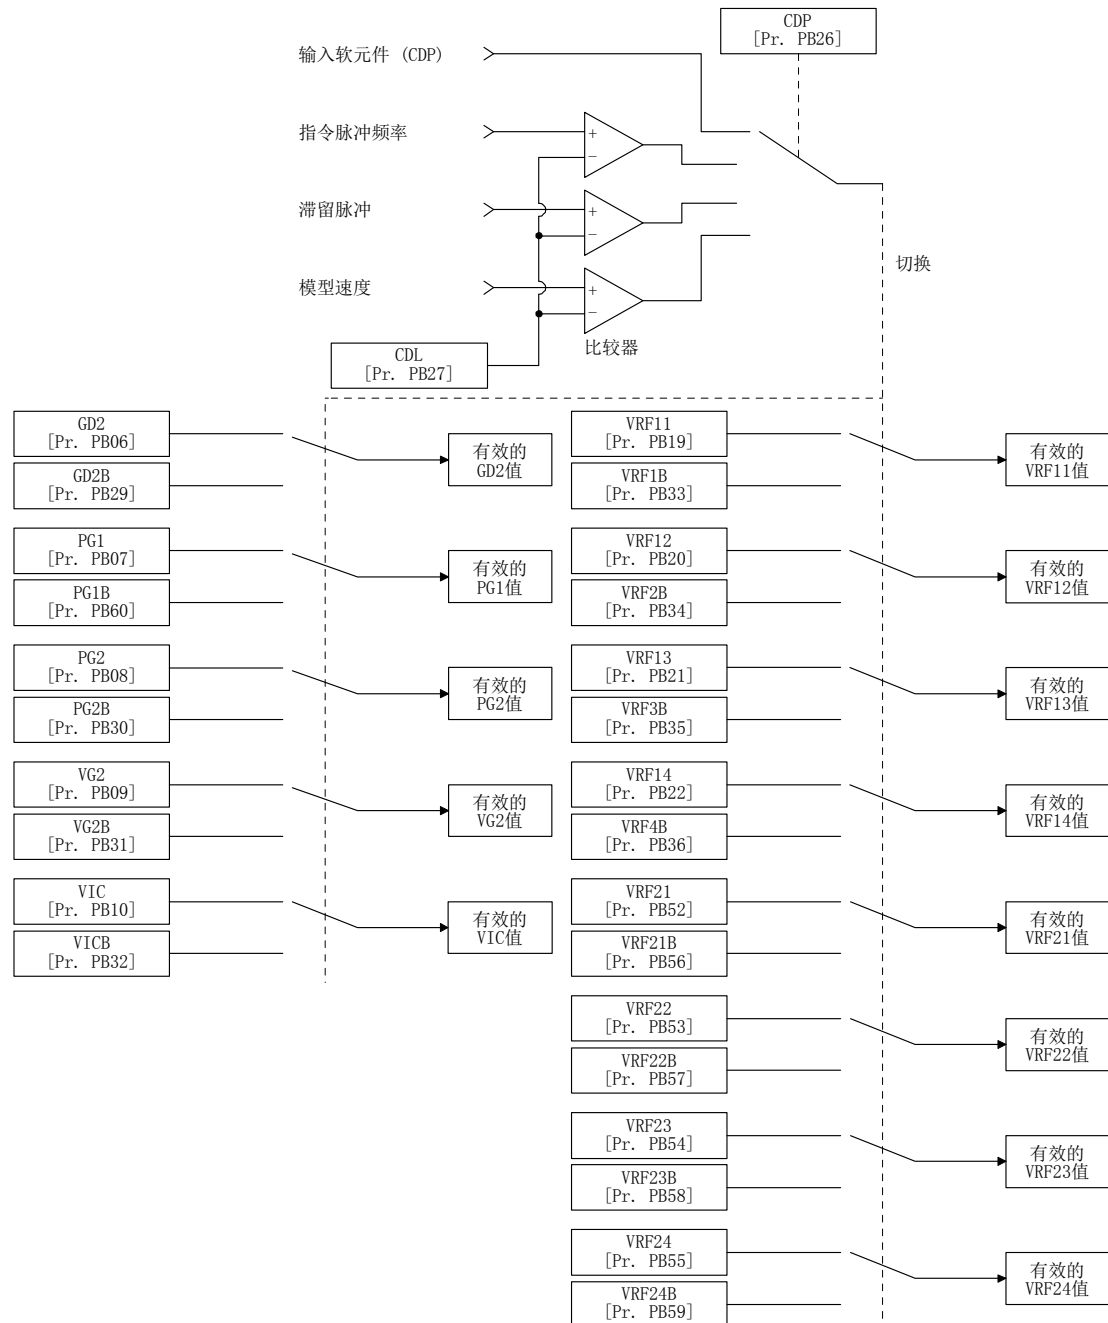 CDP
[Pr. PB26]
输入软元件 (CDP)
指令脉冲频率
+
−
滞留脉冲
+
−
切换
模型速度
+
−
比较器
CDL
[Pr. PB27]
GD2
[Pr. PB06]
GD2B
[Pr. PB29]
有效的
GD2值
PG1
[Pr. PB07]
PG1B
[Pr. PB60]
有效的
PG1值
PG2
[Pr. PB08]
PG2B
[Pr. PB30]
有效的
PG2值
VG2
[Pr. PB09]
VG2B
[Pr. PB31]
有效的
VG2值
VIC
[Pr. PB10]
VICB
[Pr. PB32]
有效的
VIC值
VRF11
[Pr. PB19]
VRF1B
[Pr. PB33]
有效的
VRF11值
VRF12
[Pr. PB20]
VRF2B
[Pr. PB34]
有效的
VRF12值
VRF13
[Pr. PB21]
VRF3B
[Pr. PB35]
有效的
VRF13值
VRF14
[Pr. PB22]
VRF4B
[Pr. PB36]
有效的
VRF14值
VRF21
[Pr. PB52]
VRF21B
[Pr. PB56]
有效的
VRF21值
VRF22
[Pr. PB53]
VRF22B
[Pr. PB57]
有效的
VRF22值
VRF23
[Pr. PB54]
VRF23B
[Pr. PB58]
有效的
VRF23值
VRF24
[Pr. PB55]
VRF24B
[Pr. PB59]
有效的
VRF24值